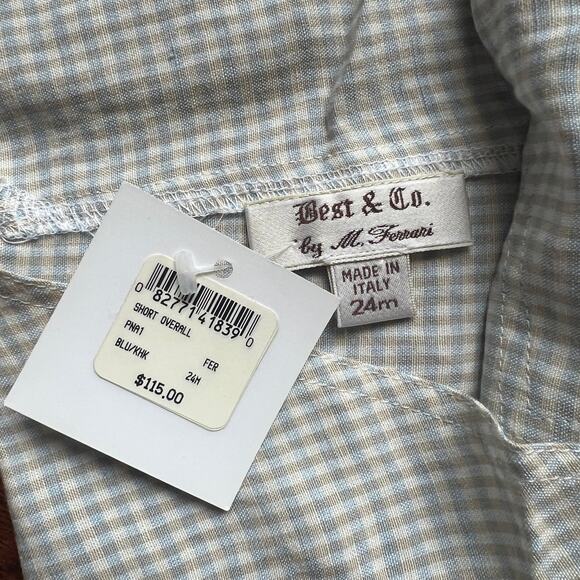 Best & Co.
by M. Ferrari
MADE IN
ITALY
24m
0 82771 41839 0
SHORT OVERALL
PNA1 FER
BLU/KHK 24M
$115.00